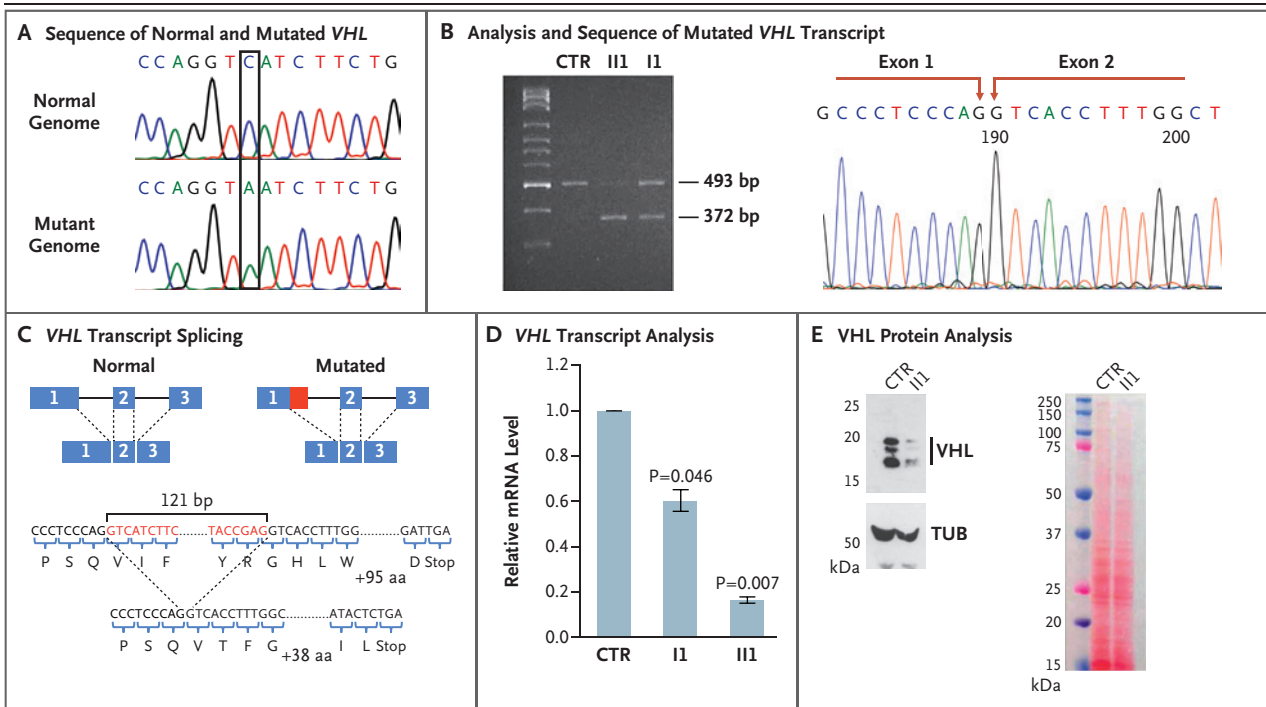 A Sequence of Normal and Mutated VHL
C C A G G T C A T C T T C T G
Normal
Genome
C C A G G T A A T C T T C T G
Mutant
Genome
B Analysis and Sequence of Mutated VHL Transcript
CTR II1 I1
493 bp
372 bp
Exon 1 Exon 2
G C C C T C C C A G G T C A C C T T T G G C T
190 200
C VHL Transcript Splicing
Normal Mutated
1 2 3 1 2 3
1 2 3 1 2 3
121 bp
CCCTCCCAGGTCATCTTC........TACCGAGGTCACCTTTGG..........GATTGA
P S Q V I F Y R G H L W +95 aa D Stop
CCCTCCCAGGTCACCTTTGGC............ATACTCTGA
P S Q V T F G +38 aa I L Stop
D VHL Transcript Analysis
Relative mRNA Level
1.2
1.0
0.8
0.6
0.4
0.2
0.0
P=0.046
P=0.007
CTR I1 II1
E VHL Protein Analysis
CTR II1
25
20
15
VHL
50
TUB
kDa
CTR II1
250
150
100
75
50
37
25
20
15
kDa